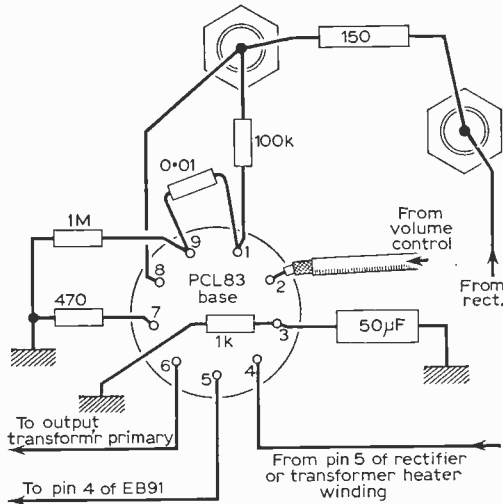 150
100k
0·01
1M
9
1
From
volume
control
8
2
PCL83
base
From
rect.
470
7
1k
3
50µF
6
5
4
To output
transformr primary
From pin 5 of rectifier
or transformer heater
winding
To pin 4 of EB91